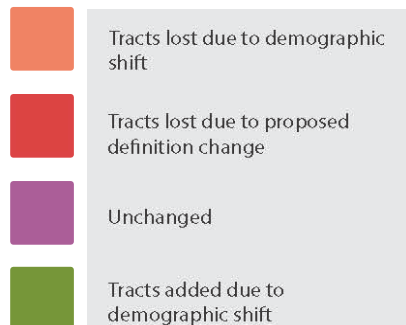 Tracts lost due to demographic
shift
Tracts lost due to proposed
definition change
Unchanged
Tracts added due to
demographic shift